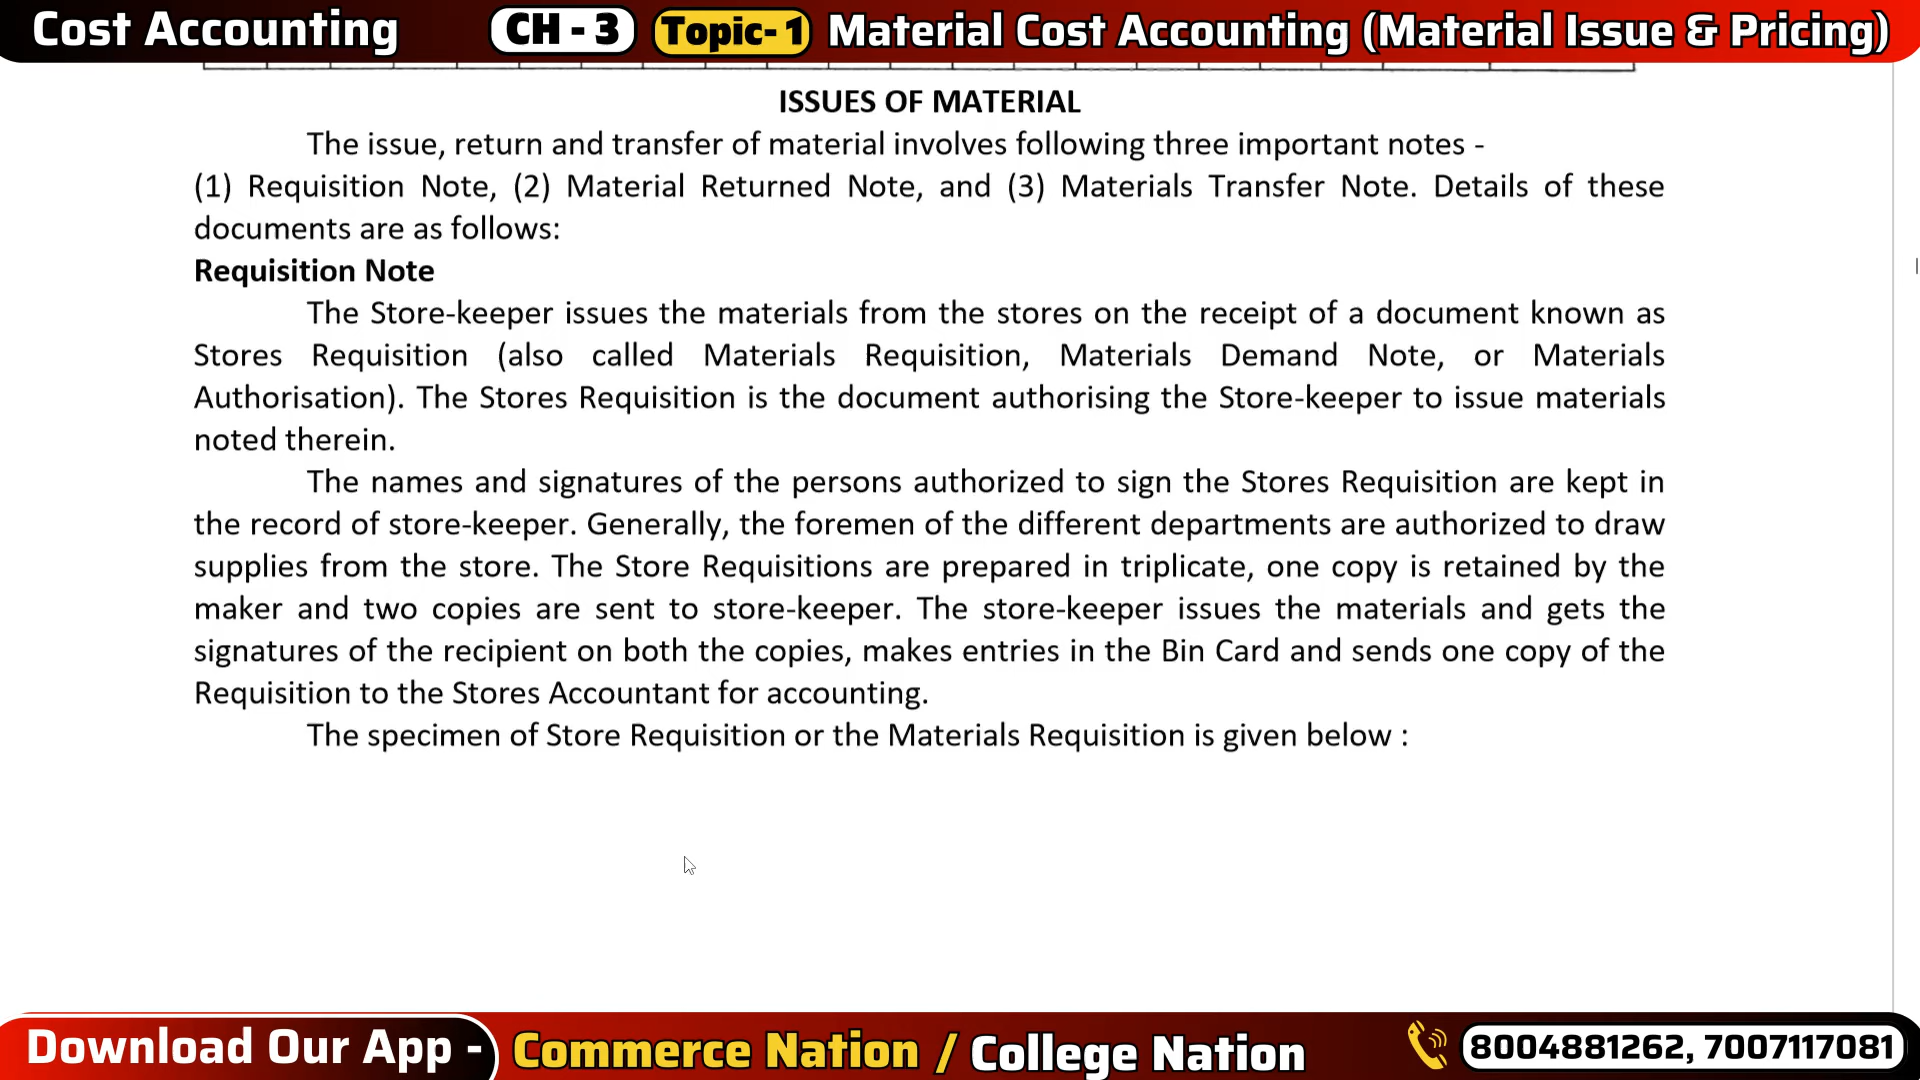 Cost Accounting CH - 3 Topic- 1 Material Cost Accounting (Material Issue & Pricing)
ISSUES OF MATERIAL
The issue, return and transfer of material involves following three important notes -
(1) Requisition Note, (2) Material Returned Note, and (3) Materials Transfer Note. Details of these
documents are as follows:
Requisition Note
The Store-keeper issues the materials from the stores on the receipt of a document known as
Stores Requisition (also called Materials Requisition, Materials Demand Note, or Materials
Authorisation). The Stores Requisition is the document authorising the Store-keeper to issue materials
noted therein.
The names and signatures of the persons authorized to sign the Stores Requisition are kept in
the record of store-keeper. Generally, the foremen of the different departments are authorized to draw
supplies from the store. The Store Requisitions are prepared in triplicate, one copy is retained by the
maker and two copies are sent to store-keeper. The store-keeper issues the materials and gets the
signatures of the recipient on both the copies, makes entries in the Bin Card and sends one copy of the
Requisition to the Stores Accountant for accounting.
The specimen of Store Requisition or the Materials Requisition is given below :
Download Our App - Commerce Nation / College Nation 8004881262, 7007117081